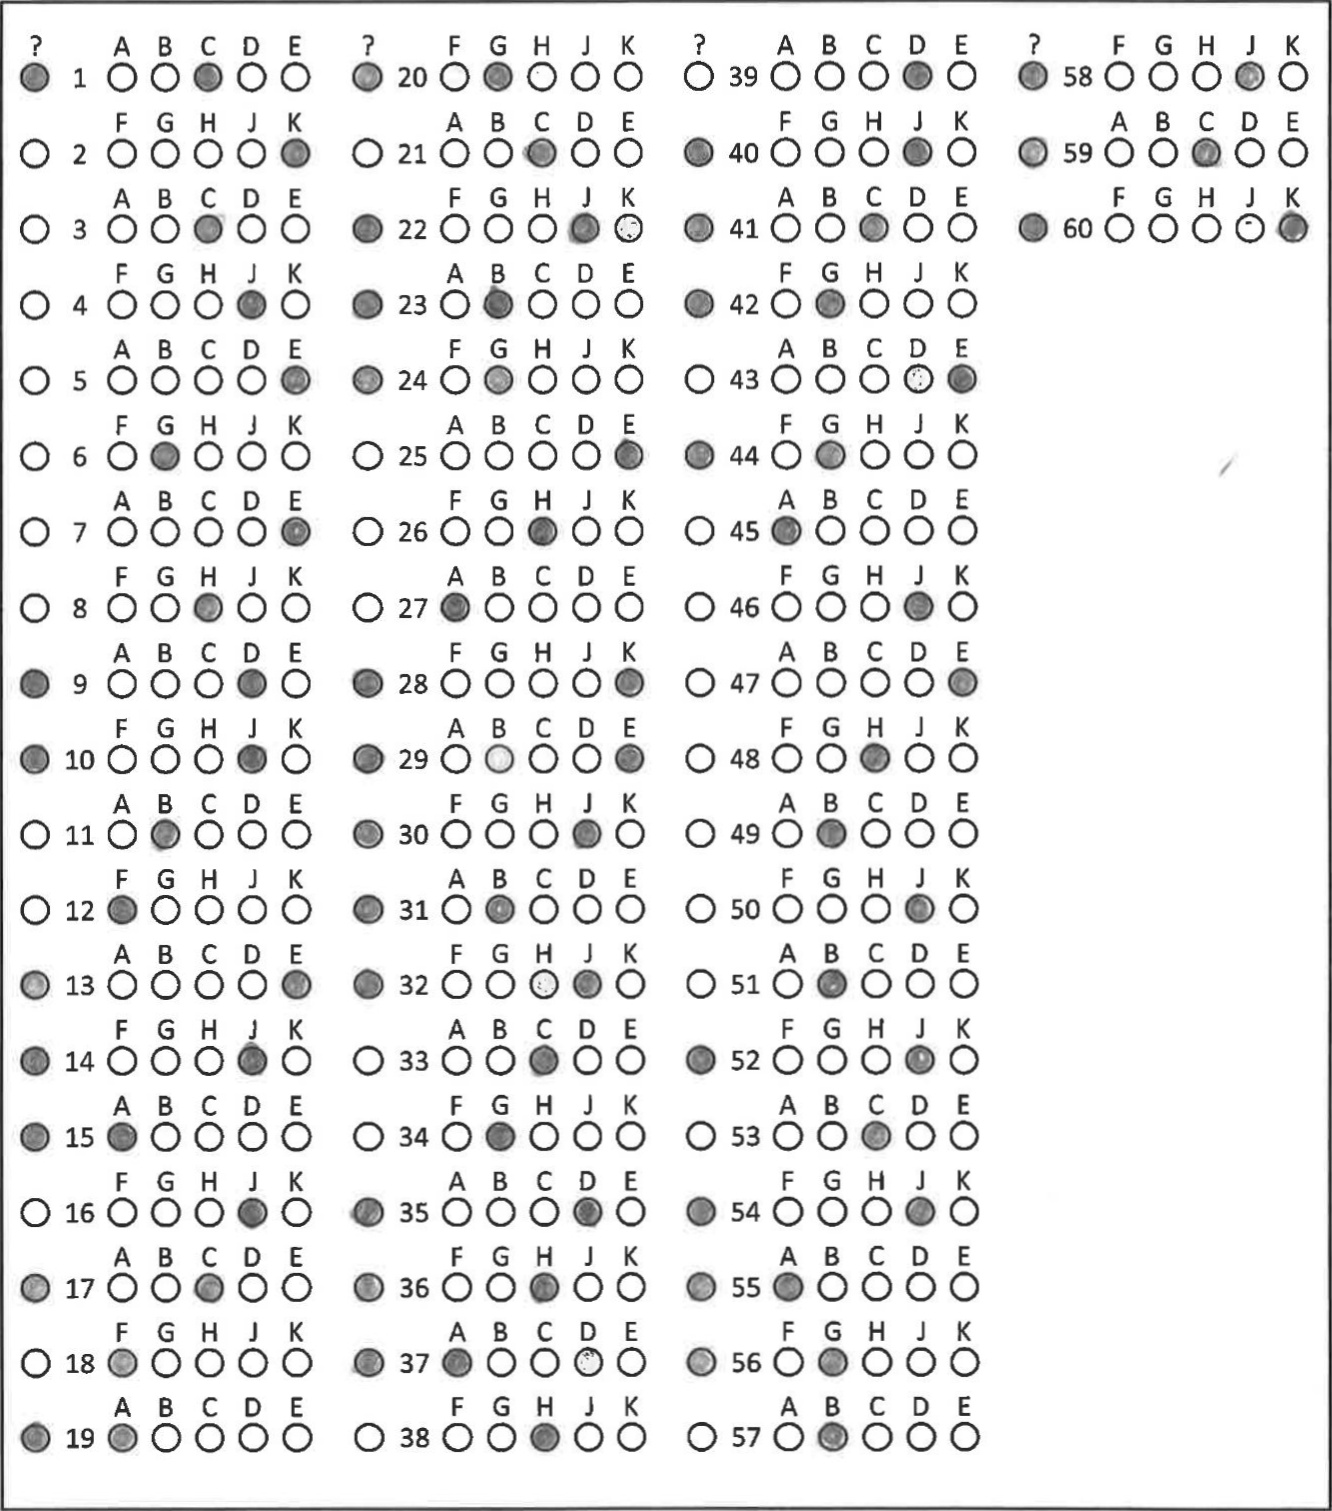 ? A B C D E
1
F G H J K
2
A B C D E
3
F G H J K
4
A B C D E
5
F G H J K
6
A B C D E
7
F G H J K
8
A B C D E
9
F G H J K
10
A B C D E
11
F G H J K
12
A B C D E
13
F G H J K
14
A B C D E
15
F G H J K
16
A B C D E
17
F G H J K
18
A B C D E
19
? F G H J K
20
A B C D E
21
F G H J K
22
A B C D E
23
F G H J K
24
A B C D E
25
F G H J K
26
A B C D E
27
F G H J K
28
A B C D E
29
F G H J K
30
A B C D E
31
F G H J K
32
A B C D E
33
F G H J K
34
A B C D E
35
F G H J K
36
A B C D E
37
F G H J K
38
? A B C D E
39
F G H J K
40
A B C D E
41
F G H J K
42
A B C D E
43
F G H J K
44
A B C D E
45
F G H J K
46
A B C D E
47
F G H J K
48
A B C D E
49
F G H J K
50
A B C D E
51
F G H J K
52
A B C D E
53
F G H J K
54
A B C D E
55
F G H J K
56
A B C D E
57
? F G H J K
58
A B C D E
59
F G H J K
60